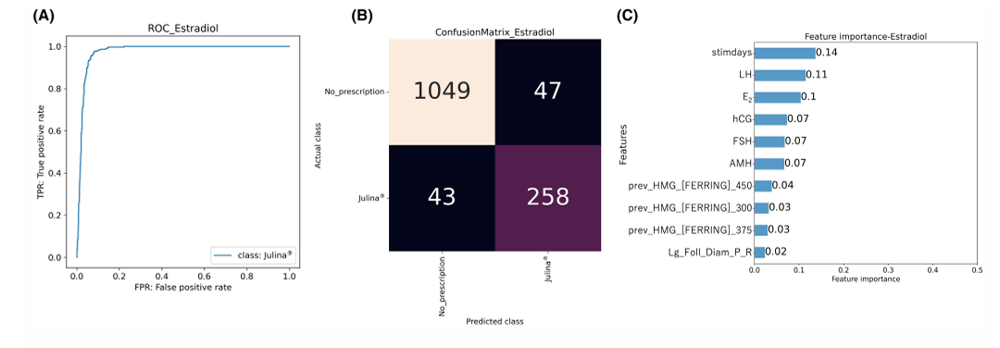 (A)
ROC_Estradiol
TPR: True positive rate
1.0
0.8
0.6
0.4
0.2
0.0
0.0 0.2 0.4 0.6 0.8 1.0
FPR: False positive rate
class: Julina®
(B)
ConfusionMatrix_Estradiol
Actual class
No_prescription
1049 47
Julina®
43 258
No_prescription
Julina®
Predicted class
(C)
Feature importance-Estradiol
Features
stimdays 0.14
LH 0.11
E₂ 0.1
hCG 0.07
FSH 0.07
AMH 0.07
prev_HMG_[FERRING]_450 0.04
prev_HMG_[FERRING]_300 0.03
prev_HMG_[FERRING]_375 0.03
Lg_Foll_Diam_P_R 0.02
0.0 0.1 0.2 0.3 0.4 0.5
Feature importance